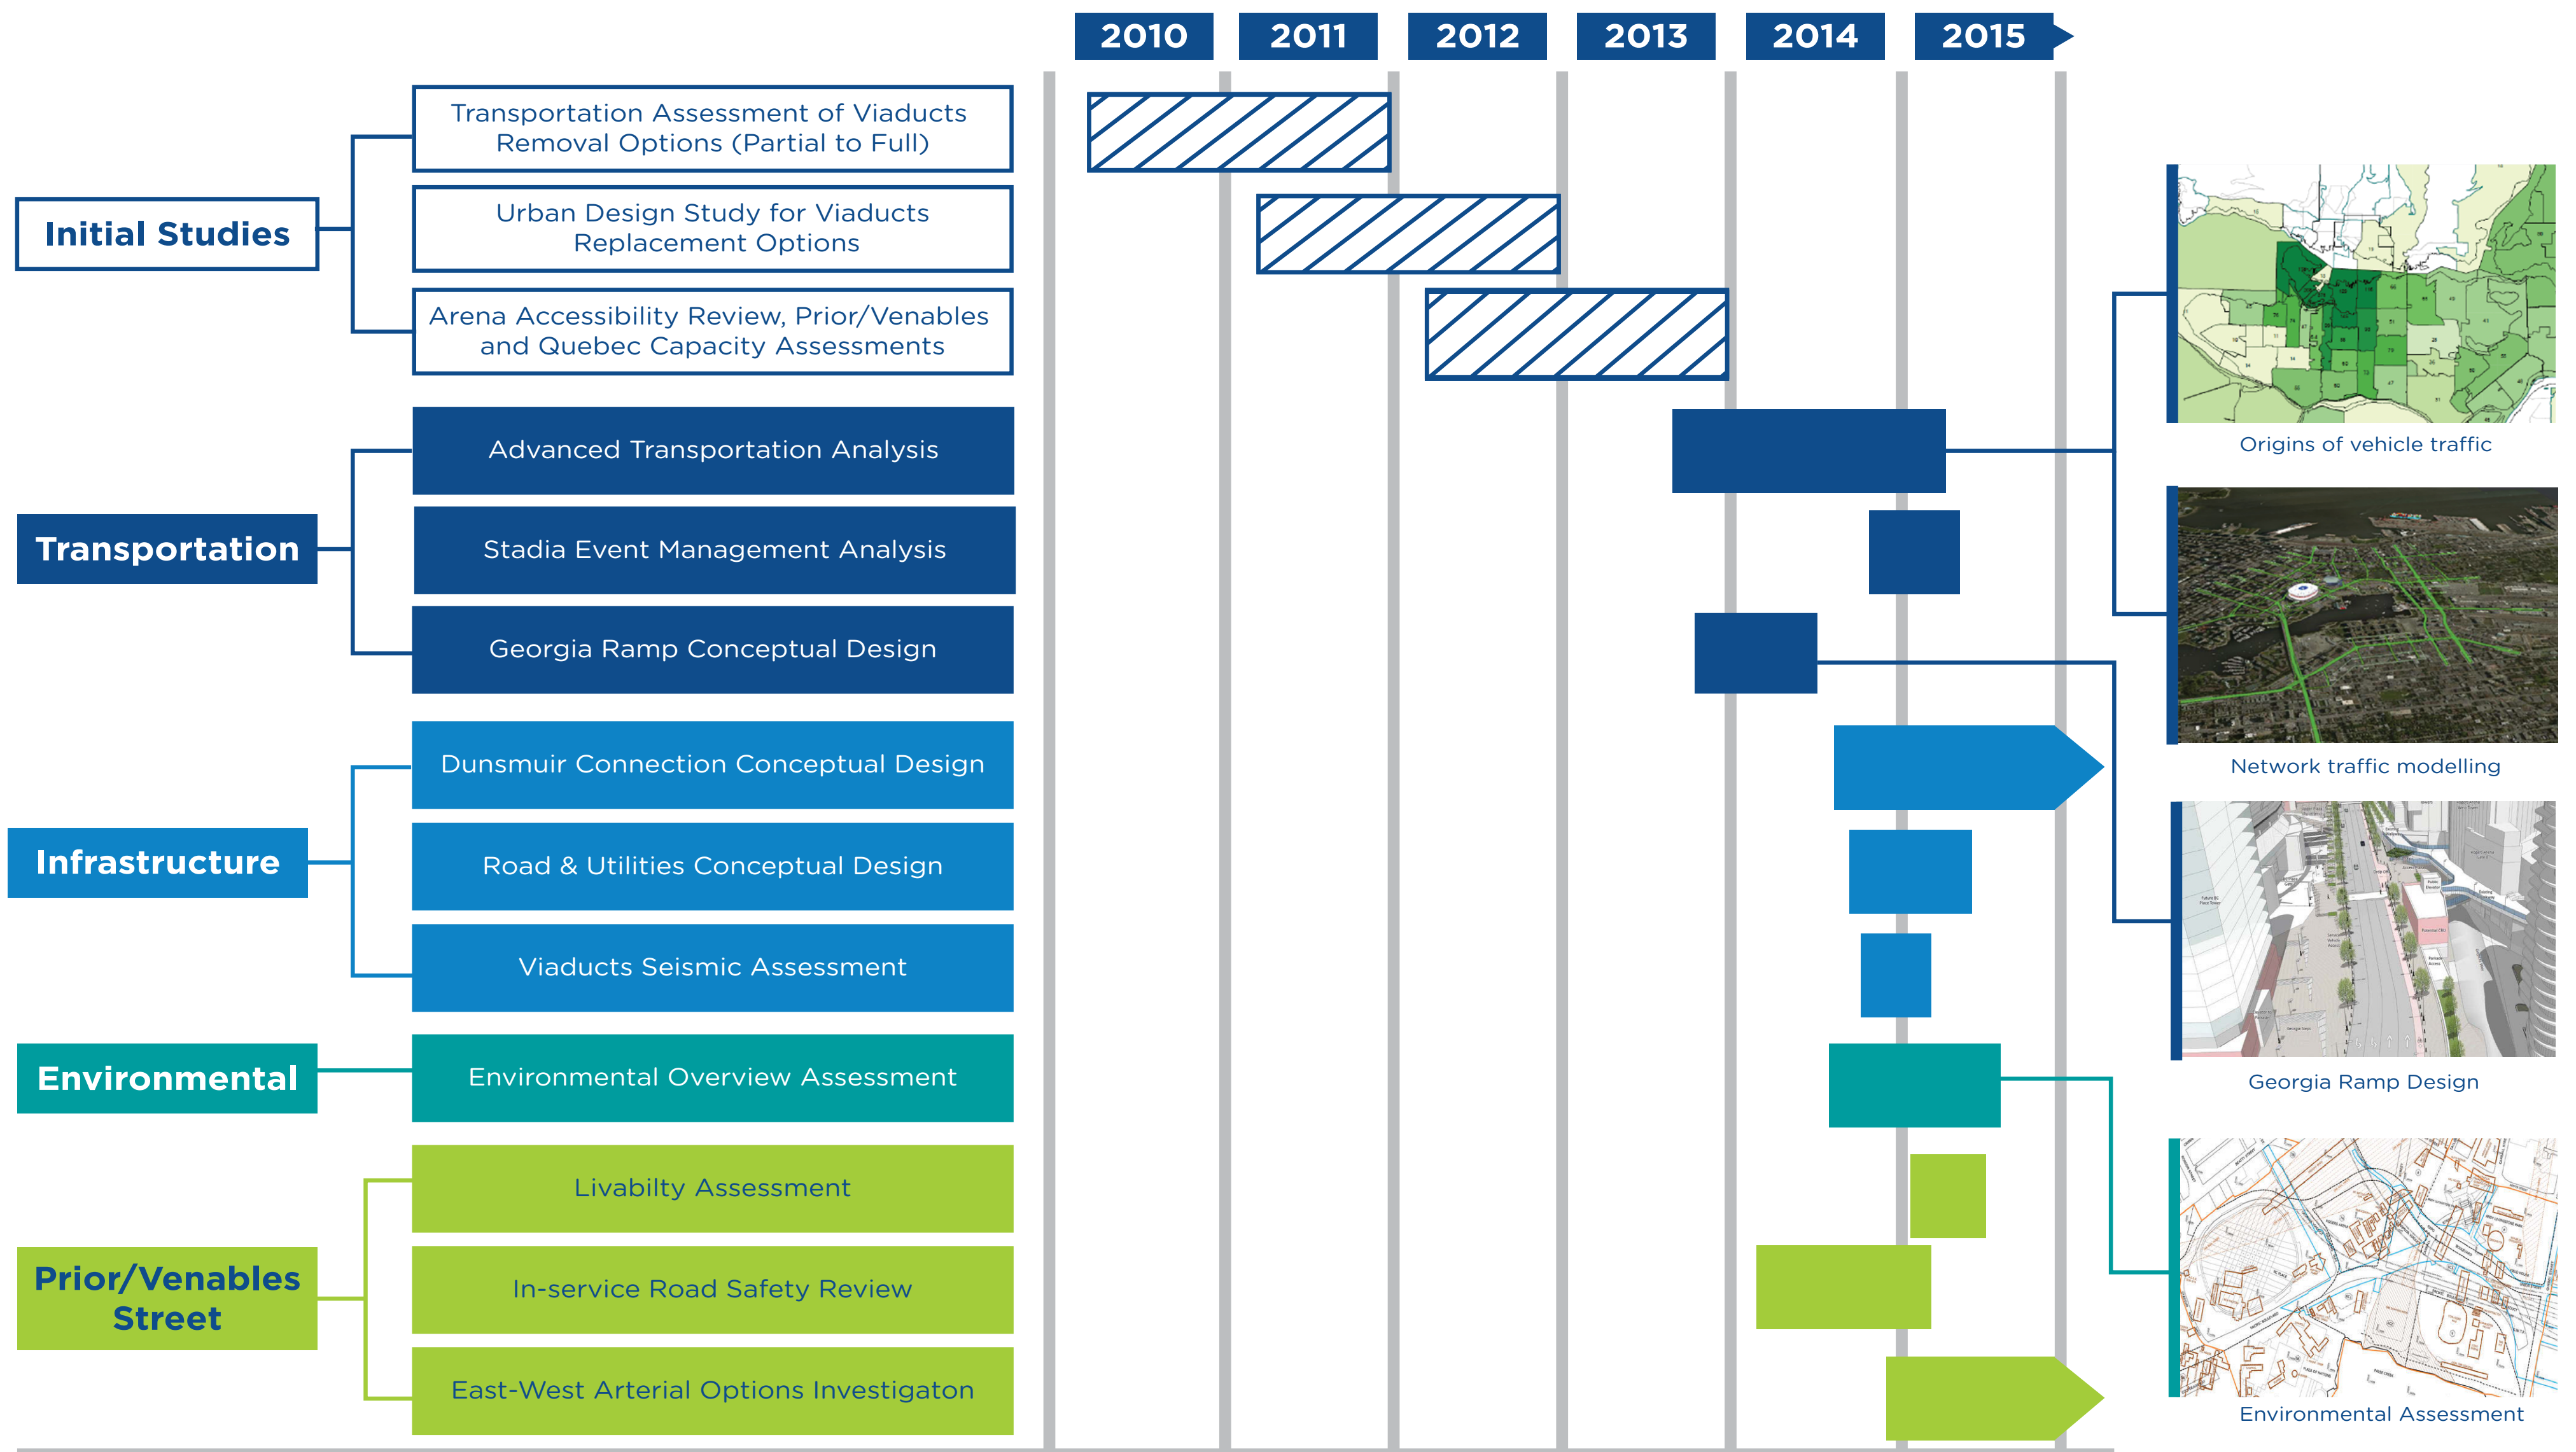 2010
2011
2012
2013
2014
2015
Initial Studies
Transportation Assessment of Viaducts
Removal Options (Partial to Full)
Urban Design Study for Viaducts
Replacement Options
Arena Accessibility Review, Prior/Venables
and Quebec Capacity Assessments
Transportation
Advanced Transportation Analysis
Stadia Event Management Analysis
Georgia Ramp Conceptual Design
Infrastructure
Dunsmuir Connection Conceptual Design
Road & Utilities Conceptual Design
Viaducts Seismic Assessment
Environmental
Environmental Overview Assessment
Prior/Venables
Street
Livabilty Assessment
In-service Road Safety Review
East-West Arterial Options Investigaton
Origins of vehicle traffic
Network traffic modelling
Georgia Ramp Design
Environmental Assessment